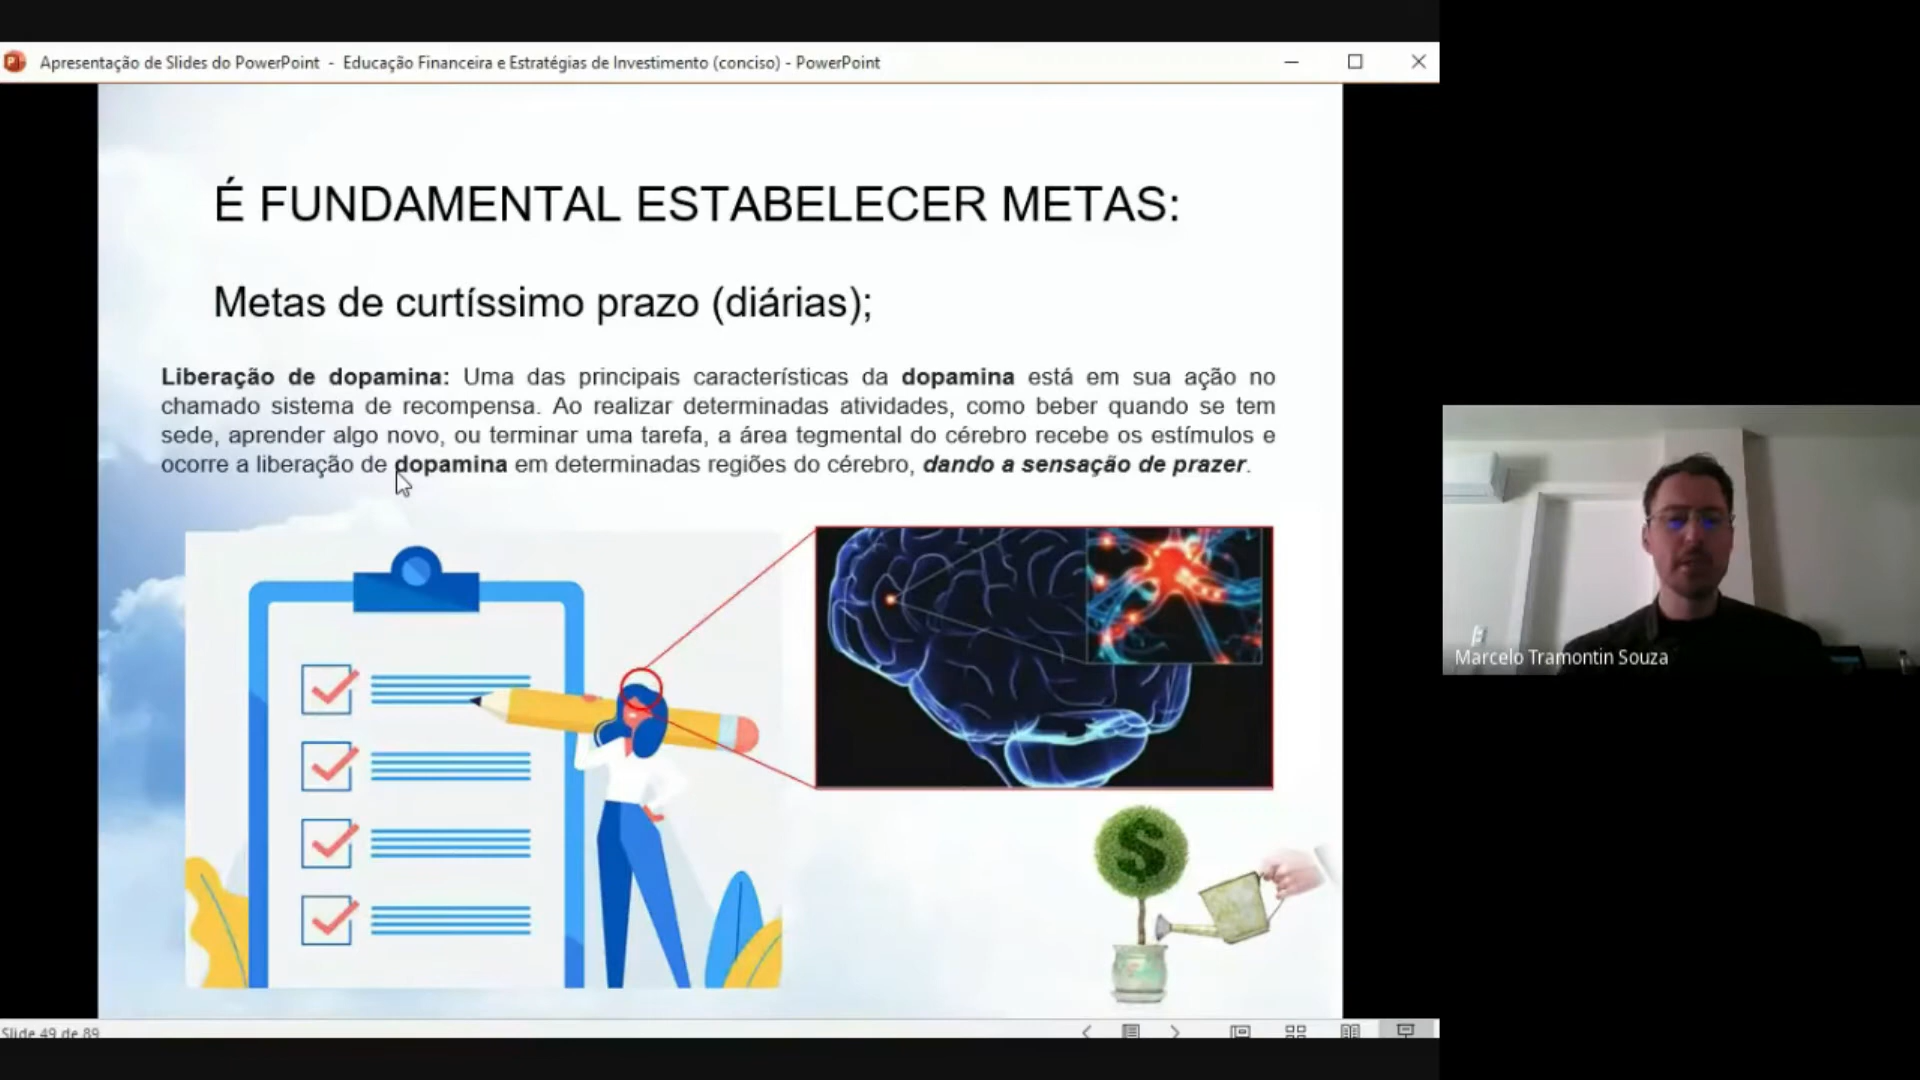 Apresentação de Slides do PowerPoint - Educação Financeira e Estratégias de Investimento (conciso) - PowerPoint
É FUNDAMENTAL ESTABELECER METAS:
Metas de curtíssimo prazo (diárias);
Liberação de dopamina: Uma das principais características da dopamina está em sua ação no
chamado sistema de recompensa. Ao realizar determinadas atividades, como beber quando se tem
sede, aprender algo novo, ou terminar uma tarefa, a área tegmental do cérebro recebe os estímulos e
ocorre a liberação de dopamina em determinadas regiões do cérebro, dando a sensação de prazer.
$
Marcelo Tramontin Souza
Slide 49 de 89